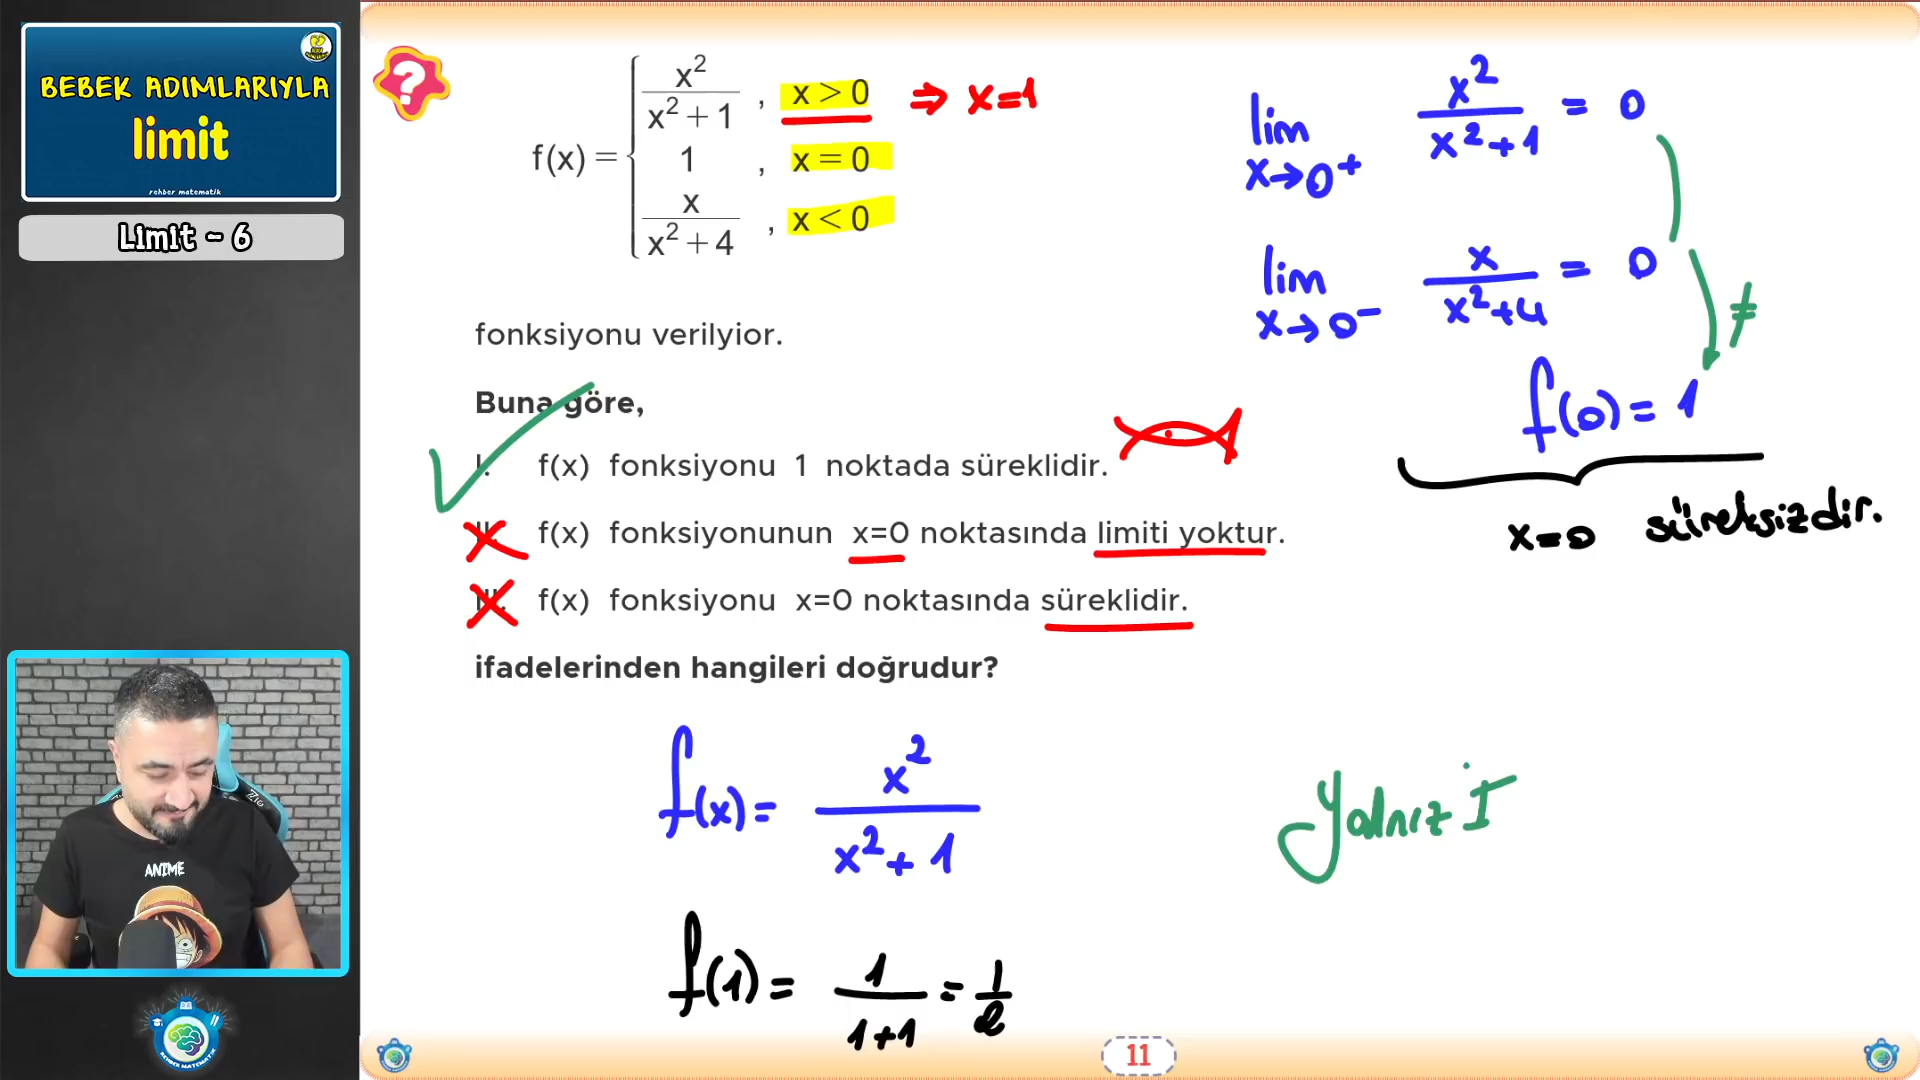 BEBEK ADIMLARIYLA
limit
rehber matematik
Limit - 6
f(x) = { x²/(x²+1) , x > 0 ⇒ x=1
1 , x = 0
x/(x²+4) , x < 0
lim x→0⁺ x²/(x²+1) = 0
lim x→0⁻ x/(x²+4) = 0
≠
f(0) = 1
x=0 süreksizdir.
fonksiyonu verilyior.
Buna göre,
I. f(x) fonksiyonu 1 noktada süreklidir.
II. f(x) fonksiyonunun x=0 noktasında limiti yoktur.
III. f(x) fonksiyonu x=0 noktasında süreklidir.
ifadelerinden hangileri doğrudur?
f(x) = x²/(x²+1)
Yalnız I
f(1) = 1/(1+1) = 1/2
ANIME
REHBER MATEMATİK
11